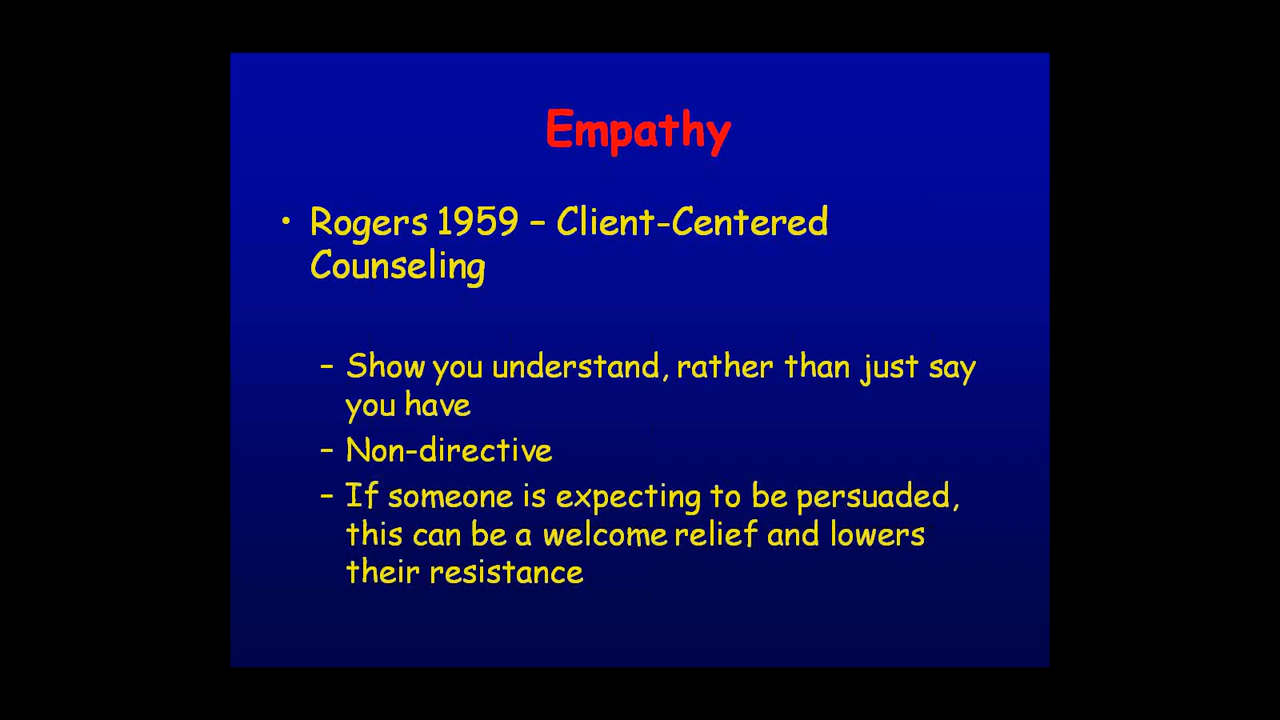 Empathy
• Rogers 1959 – Client-Centered
Counseling
– Show you understand, rather than just say
you have
– Non-directive
– If someone is expecting to be persuaded,
this can be a welcome relief and lowers
their resistance